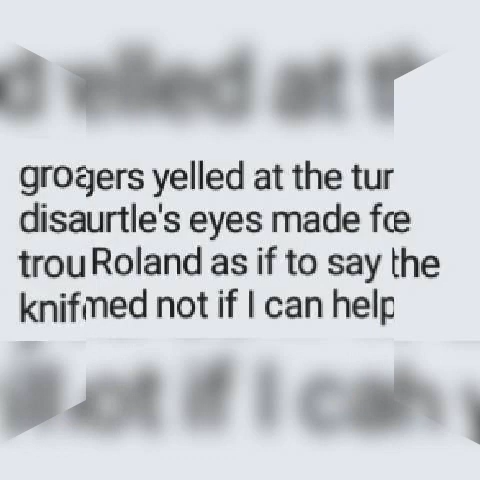 grogers yelled at the tur
disaurtle's eyes made fe
trou Roland as if to say the
knifmed not if I can help